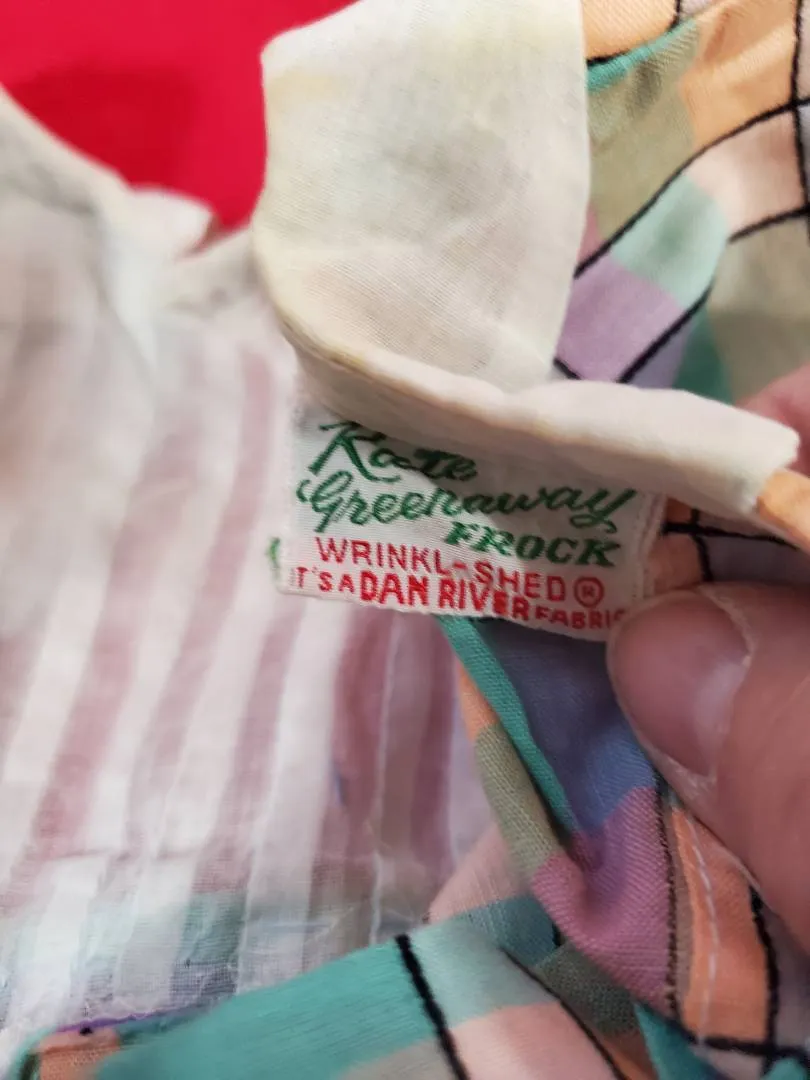 Kate
Greenaway
FROCK
WRINKL-SHED®
IT'S A DAN RIVER FABRIC